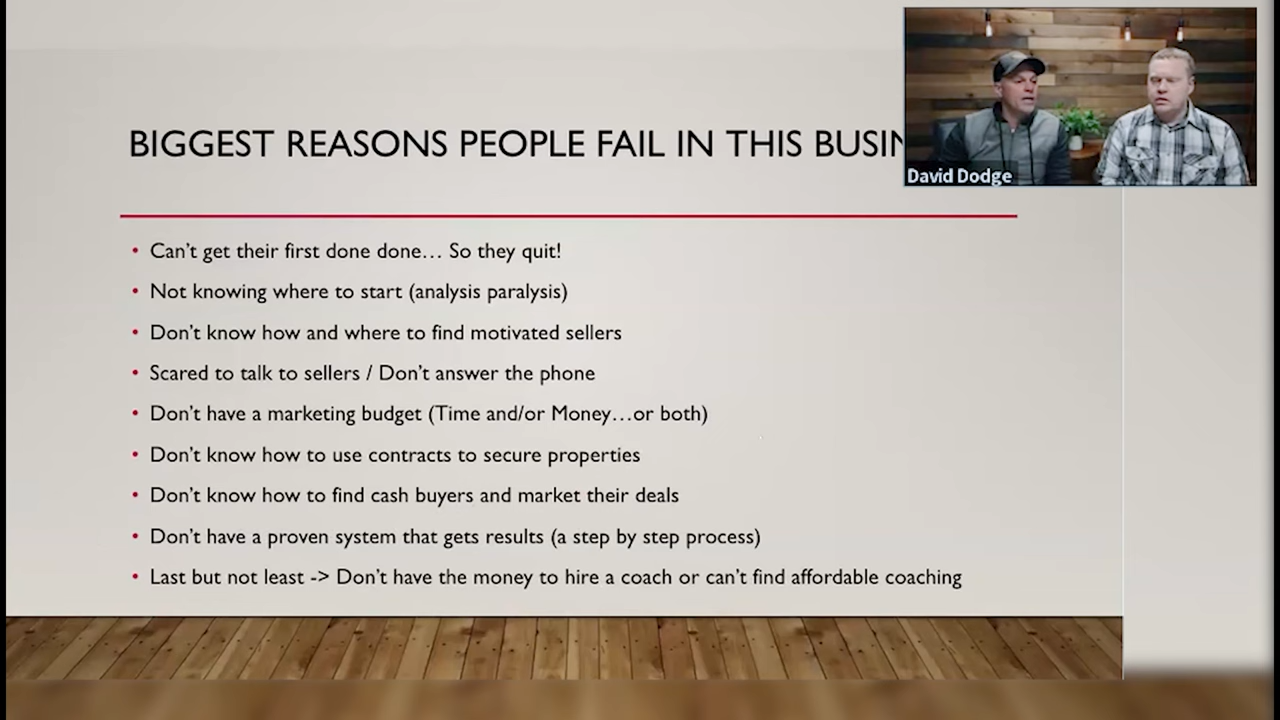 BIGGEST REASONS PEOPLE FAIL IN THIS BUSIN
David Dodge
• Can't get their first done done… So they quit!
• Not knowing where to start (analysis paralysis)
• Don't know how and where to find motivated sellers
• Scared to talk to sellers / Don't answer the phone
• Don't have a marketing budget (Time and/or Money…or both)
• Don't know how to use contracts to secure properties
• Don't know how to find cash buyers and market their deals
• Don't have a proven system that gets results (a step by step process)
• Last but not least -> Don't have the money to hire a coach or can't find affordable coaching